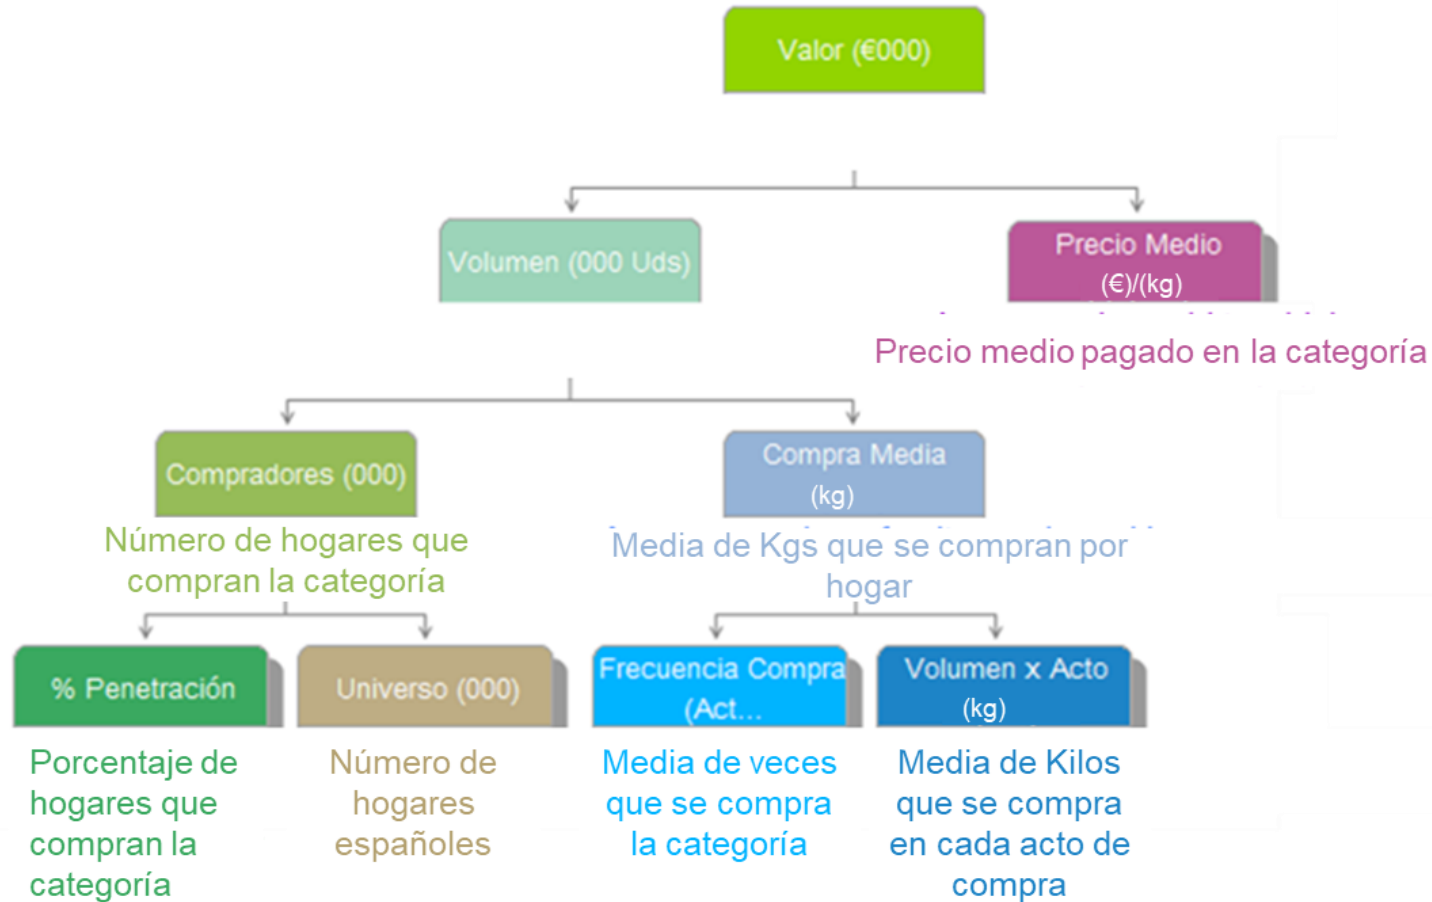 Valor (€000)
Volumen (000 Uds)
Precio Medio
(€)/(kg)
Precio medio pagado en la categoría
Compradores (000)
Compra Media
(kg)
Número de hogares que
compran la categoría
Media de Kgs que se compran por
hogar
% Penetración
Universo (000)
Frecuencia Compra
(Act...
Volumen x Acto
(kg)
Porcentaje de
hogares que
compran la
categoría
Número de
hogares
españoles
Media de veces
que se compra
la categoría
Media de Kilos
que se compra
en cada acto de
compra